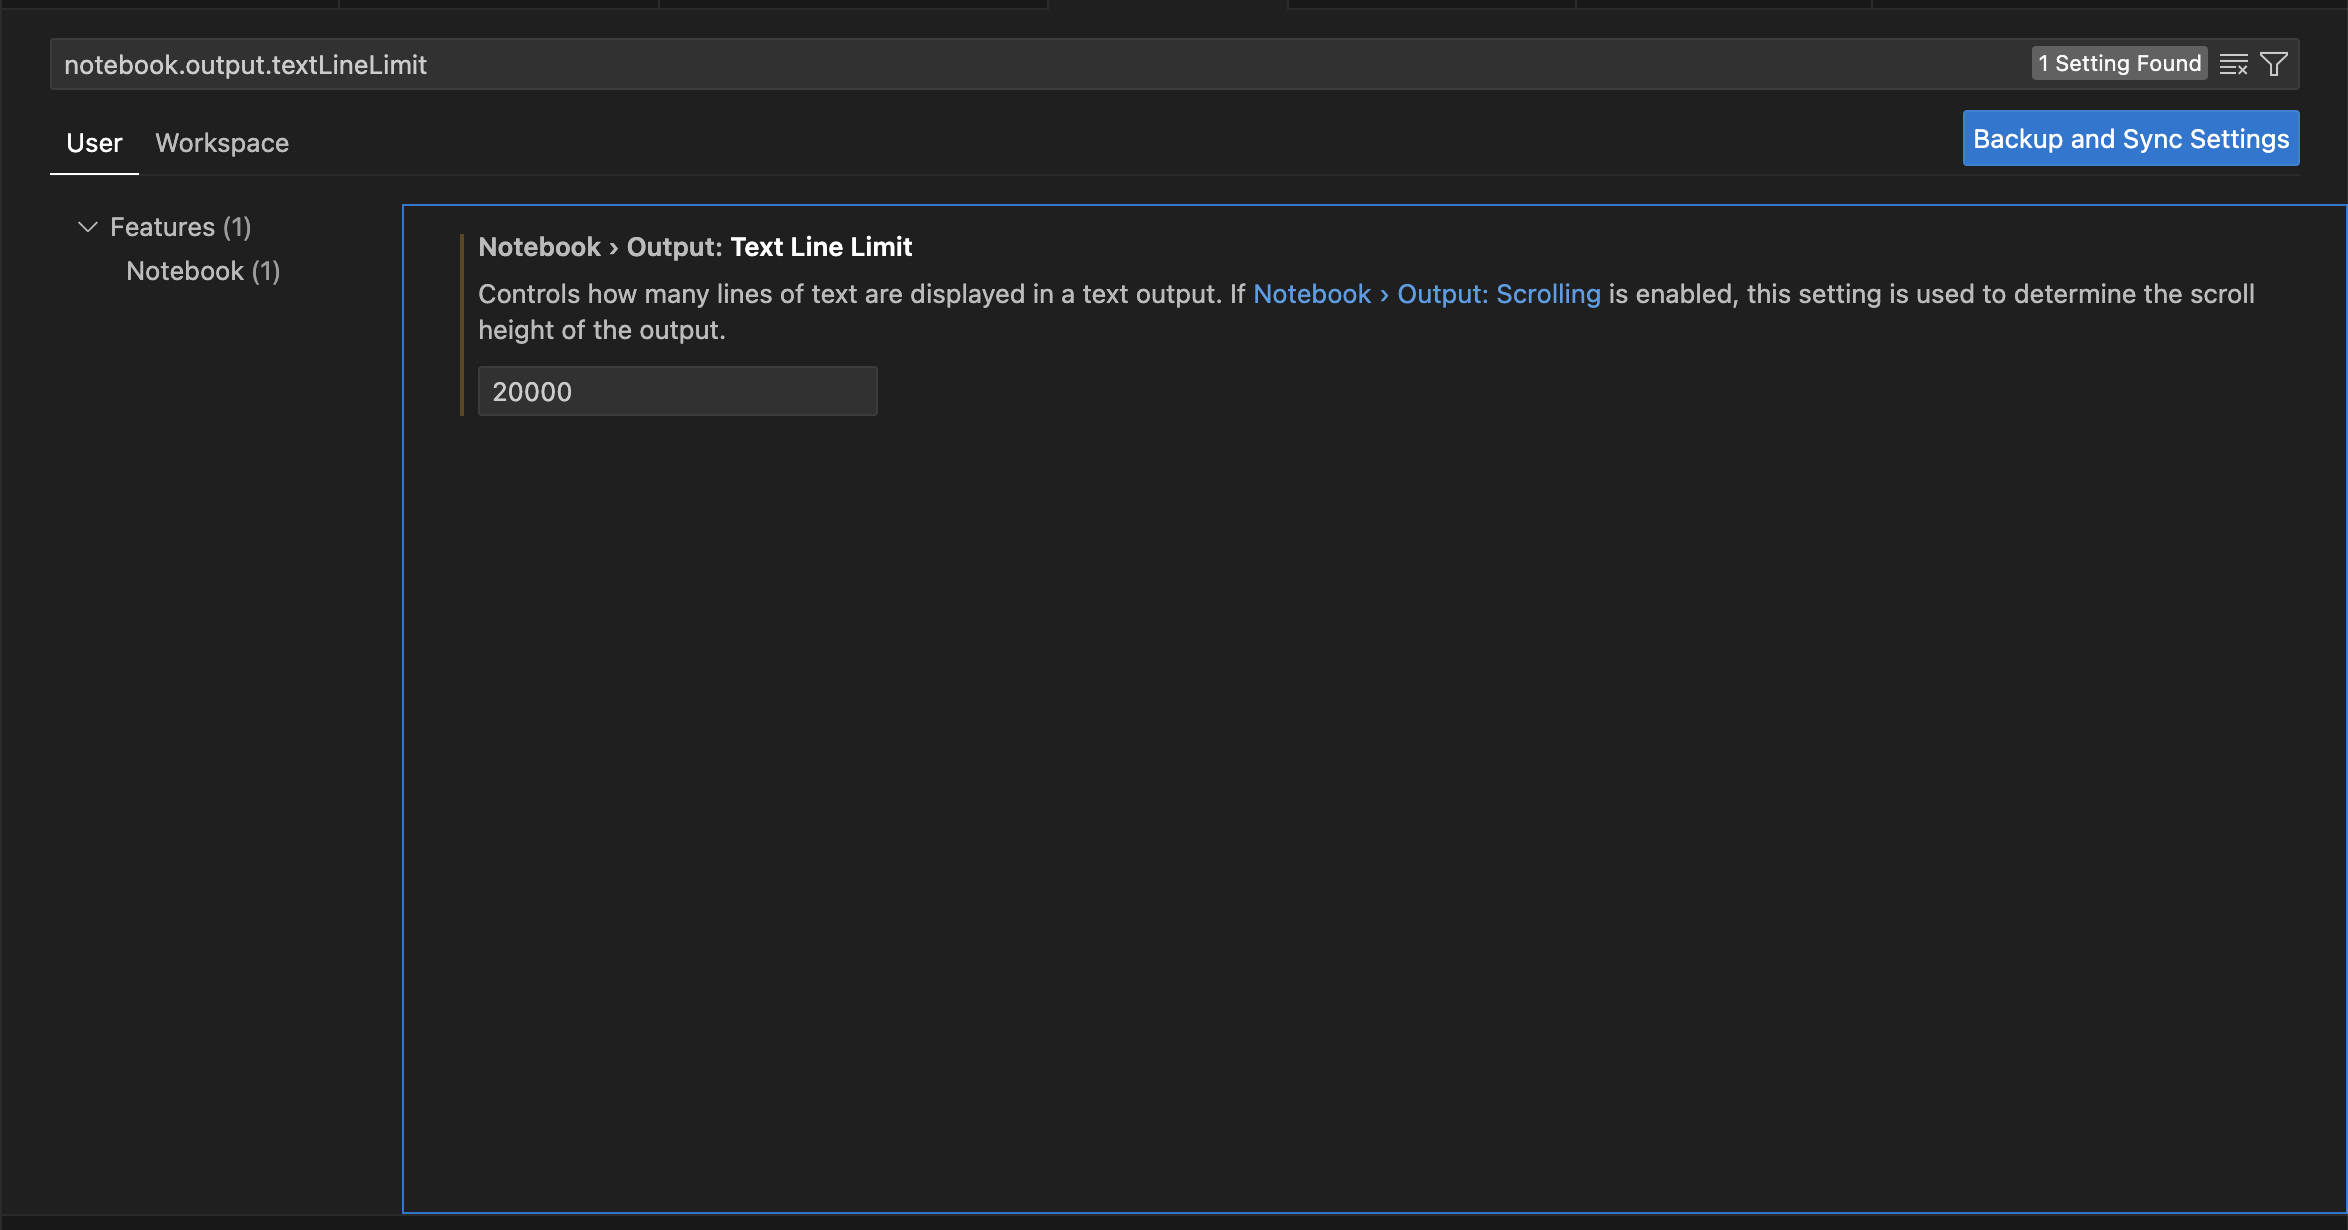 notebook.output.textLineLimit
1 Setting Found
User Workspace
Backup and Sync Settings
Features (1)
Notebook (1)
Notebook › Output: Text Line Limit
Controls how many lines of text are displayed in a text output. If Notebook › Output: Scrolling is enabled, this setting is used to determine the scroll
height of the output.
20000